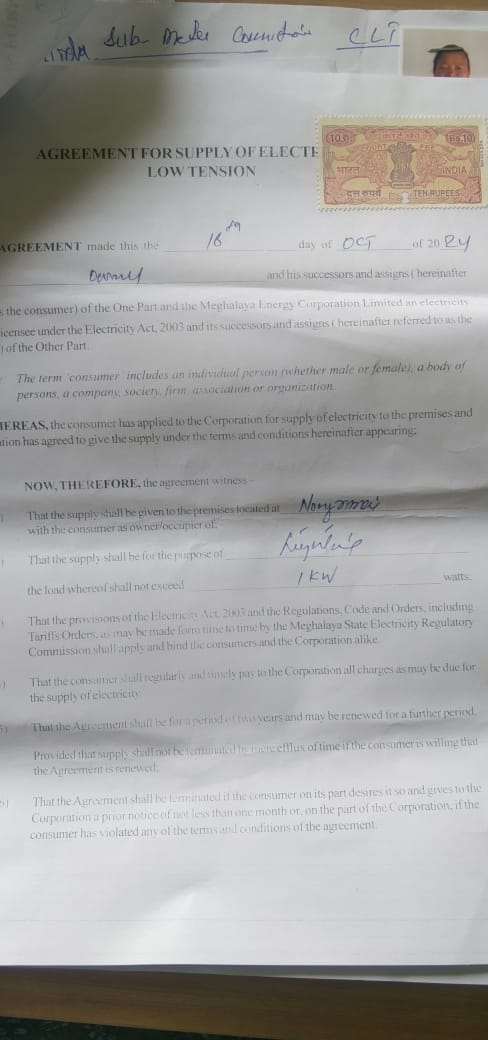 Sub- Meter Connection CLT
AGREEMENT FOR SUPPLY OF ELECTR
LOW TENSION
10 रु कोर्ट फीस Rs.10
COURT FEE
भारत INDIA
दस रुपये TEN RUPEES
AGREEMENT made this the 16th day of OCT of 2024
and his successors and assigns ( hereinafter
s the consumer) of the One Part and the Meghalaya Energy Corporation Limited an electricity
icensee under the Electricity Act, 2003 and its successors and assigns ( hereinafter referred to as the
) of the Other Part.
The term 'consumer' includes an individual person (whether male or female), a body of
persons, a company, society, firm association or organization.
HEREAS, the consumer has applied to the Corporation for supply of electricity to the premises and
ation has agreed to give the supply under the terms and conditions hereinafter appearing;
NOW, THEREFORE, the agreement witness –
) That the supply shall be given to the premises located at
with the consumer as owner/occupier of;
) That the supply shall be for the purpose of
the load whereof shall not exceed 1 KW watts.
) That the provisions of the Electricity Act, 2003 and the Regulations, Code and Orders, including
Tariffs Orders, as may be made form time to time by the Meghalaya State Electricity Regulatory
Commission shall apply and bind the consumers and the Corporation alike.
) That the consumer shall regularly and timely pay to the Corporation all charges as may be due for
the supply of electricity
5) That the Agreement shall be for a period of two years and may be renewed for a further period.
Provided that supply shall not be terminated by mere efflux of time if the consumer is willing that
the Agreement is renewed.
6) That the Agreement shall be terminated if the consumer on its part desires it so and gives to the
Corporation a prior notice of not less than one month or, on the part of the Corporation, if the
consumer has violated any of the terms and conditions of the agreement.